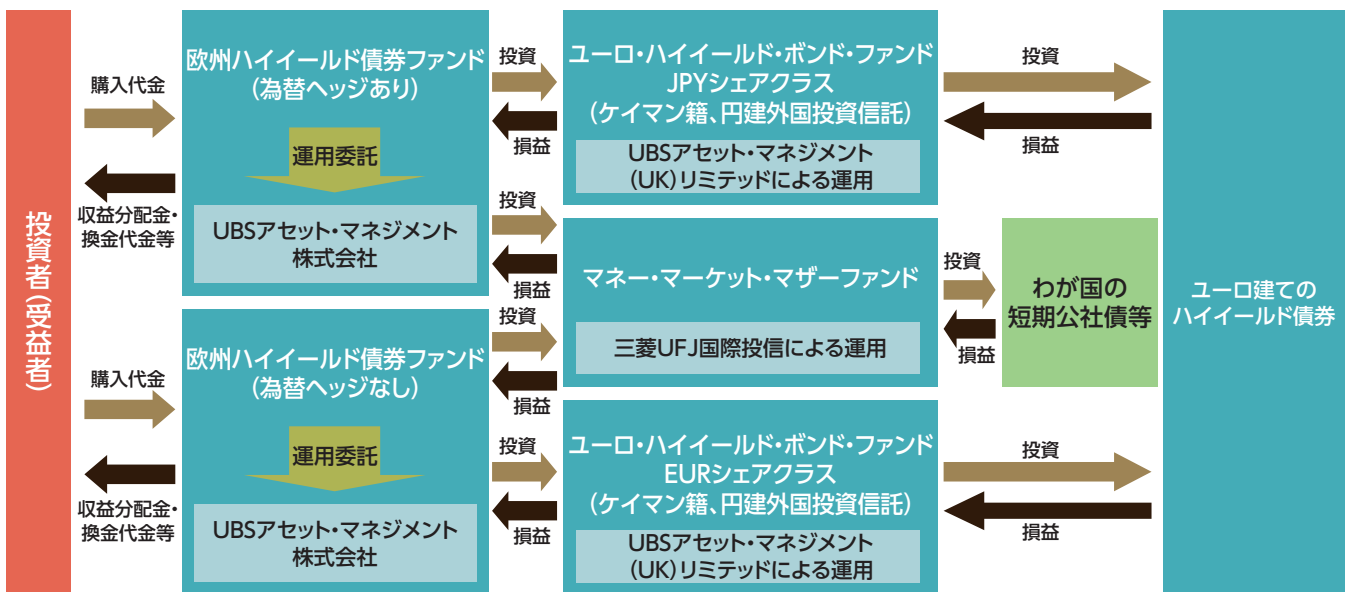 投資者(受益者)
購入代金
収益分配金・
換金代金等
購入代金
収益分配金・
換金代金等
欧州ハイイールド債券ファンド
(為替ヘッジあり)
運用委託
UBSアセット・マネジメント
株式会社
欧州ハイイールド債券ファンド
(為替ヘッジなし)
運用委託
UBSアセット・マネジメント
株式会社
投資
損益
投資
損益
投資
損益
投資
損益
ユーロ・ハイイールド・ボンド・ファンド
JPYシェアクラス
(ケイマン籍、円建外国投資信託)
UBSアセット・マネジメント
(UK)リミテッドによる運用
マネー・マーケット・マザーファンド
三菱UFJ国際投信による運用
ユーロ・ハイイールド・ボンド・ファンド
EURシェアクラス
(ケイマン籍、円建外国投資信託)
UBSアセット・マネジメント
(UK)リミテッドによる運用
投資
損益
投資
損益
わが国の
短期公社債等
投資
損益
ユーロ建ての
ハイイールド債券